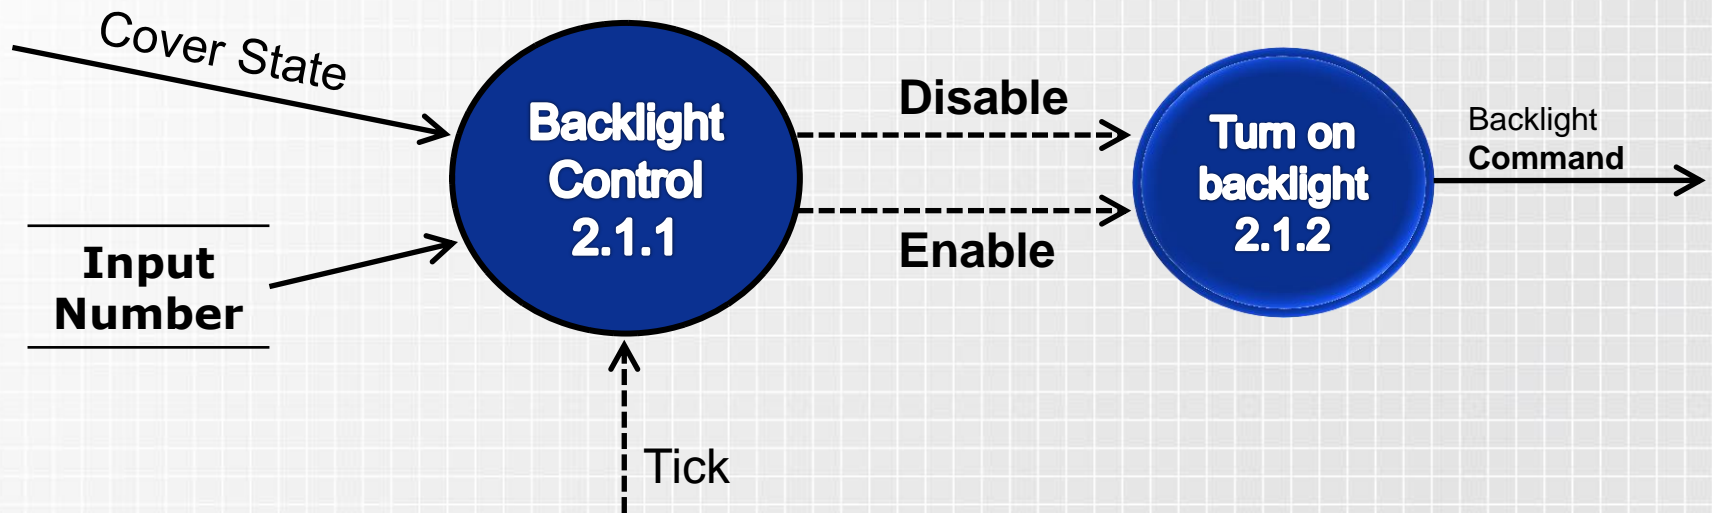 Cover State
Backlight
Control
2.1.1
Disable
Enable
Turn on
backlight
2.1.2
Backlight
Command
Input
Number
Tick